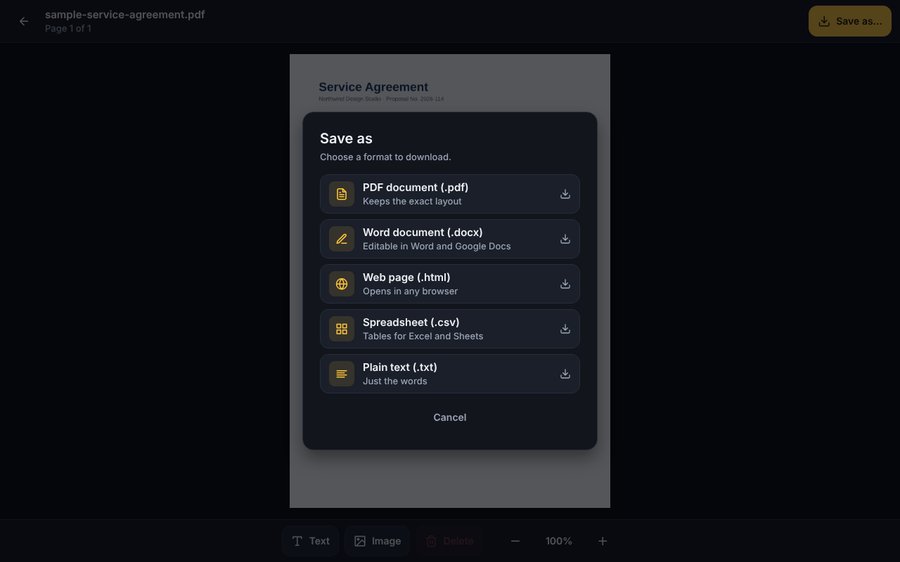 sample-service-agreement.pdf
Page 1 of 1
Save as...
Service Agreement
Northwind Design Studio · Proposal No. 2026-114
Save as
Choose a format to download.
PDF document (.pdf)
Keeps the exact layout
Word document (.docx)
Editable in Word and Google Docs
Web page (.html)
Opens in any browser
Spreadsheet (.csv)
Tables for Excel and Sheets
Plain text (.txt)
Just the words
Cancel
Text Image Delete 100%